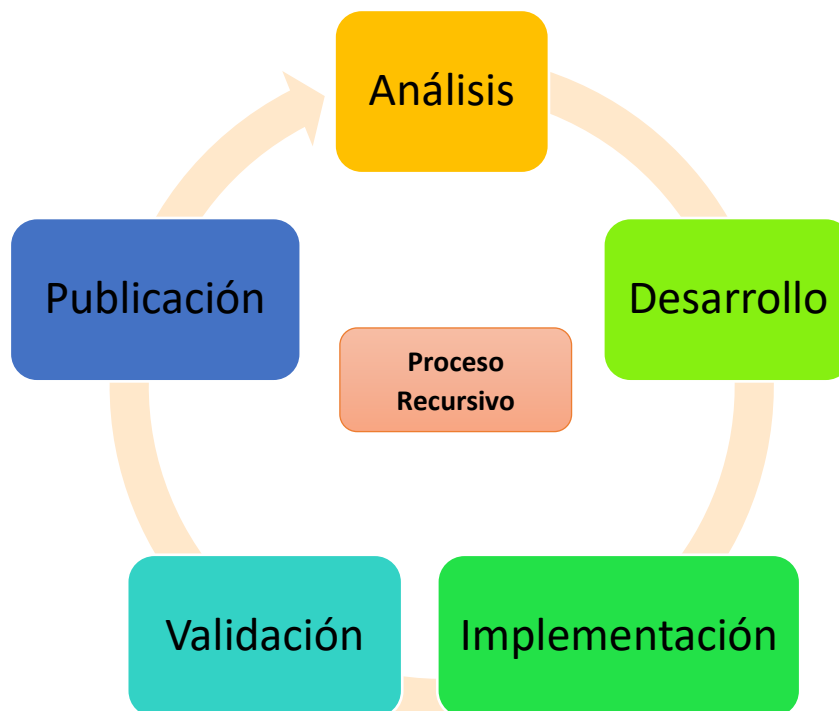 Análisis
Desarrollo
Implementación
Validación
Publicación
Proceso
Recursivo